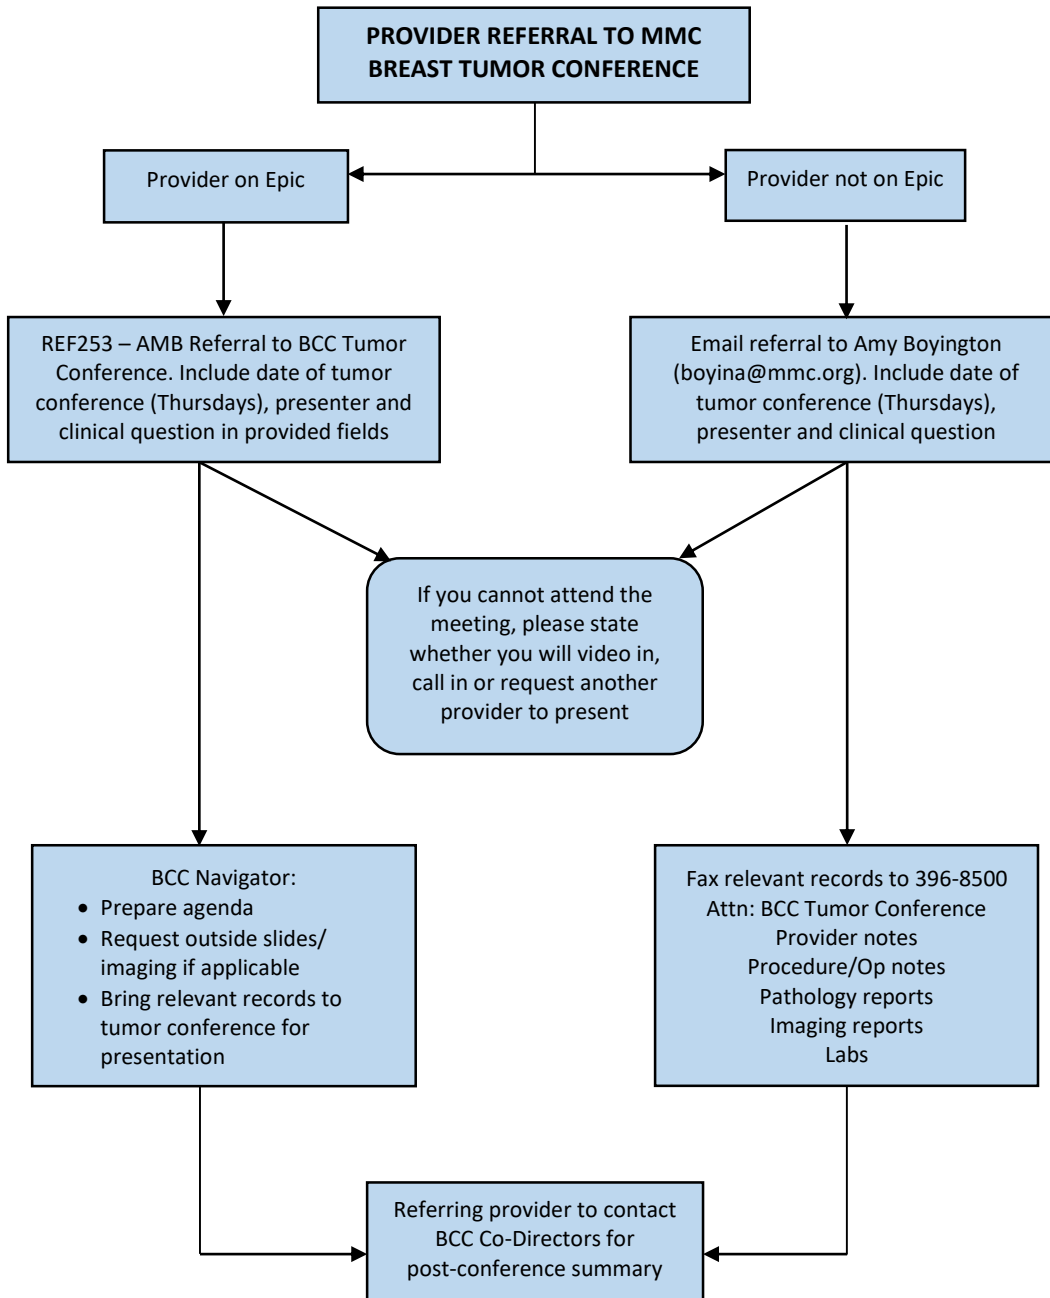 PROVIDER REFERRAL TO MMC
BREAST TUMOR CONFERENCE
Provider on Epic
Provider not on Epic
REF253 – AMB Referral to BCC Tumor
Conference. Include date of tumor
conference (Thursdays), presenter and
clinical question in provided fields
Email referral to Amy Boyington
(boyina@mmc.org). Include date of
tumor conference (Thursdays),
presenter and clinical question
If you cannot attend the
meeting, please state
whether you will video in,
call in or request another
provider to present
BCC Navigator:
• Prepare agenda
• Request outside slides/
imaging if applicable
• Bring relevant records to
tumor conference for
presentation
Fax relevant records to 396-8500
Attn: BCC Tumor Conference
Provider notes
Procedure/Op notes
Pathology reports
Imaging reports
Labs
Referring provider to contact
BCC Co-Directors for
post-conference summary